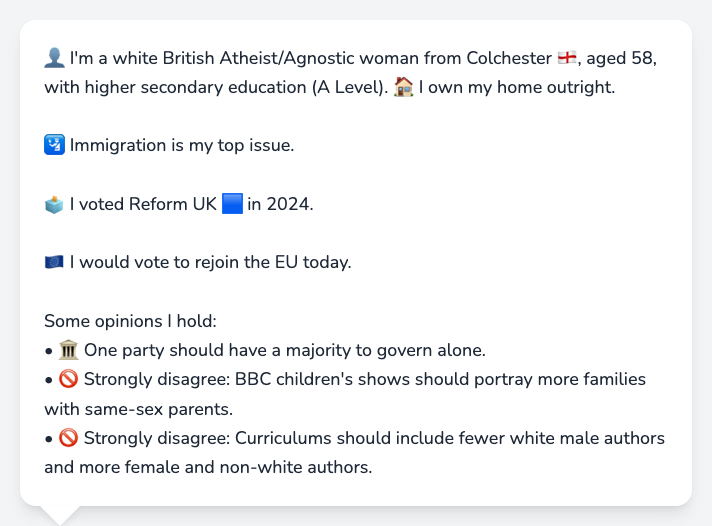 👤 I'm a white British Atheist/Agnostic woman from Colchester 🏴󠁧󠁢󠁥󠁮󠁧󠁿, aged 58,
with higher secondary education (A Level). 🏠 I own my home outright.
🛂 Immigration is my top issue.
🗳️ I voted Reform UK 🟦 in 2024.
🇪🇺 I would vote to rejoin the EU today.
Some opinions I hold:
• 🏛️ One party should have a majority to govern alone.
• 🚫 Strongly disagree: BBC children's shows should portray more families
with same-sex parents.
• 🚫 Strongly disagree: Curriculums should include fewer white male authors
and more female and non-white authors.